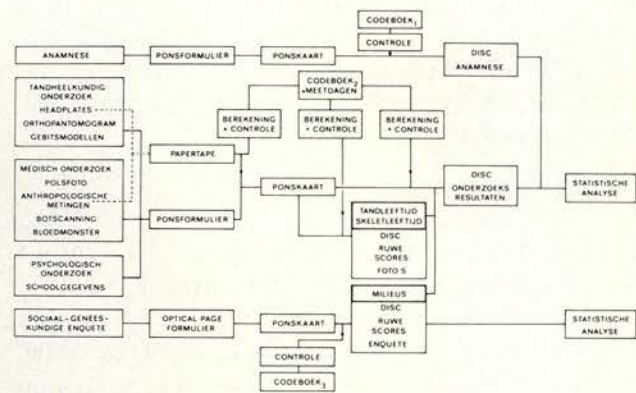 CODEBOEK₁
CONTROLE
ANAMNESE
PONSFORMULIER
PONSKAART
DISC
ANAMNESE
TANDHEELKUNDIG
ONDERZOEK
HEADPLATES
ORTHOPANTOMOGRAM
GEBITSMODELLEN
CODEBOEK₂
+MEETDAGEN
BEREKENING
+ CONTROLE
BEREKENING
+ CONTROLE
BEREKENING
+ CONTROLE
PAPERTAPE
MEDISCH ONDERZOEK
POLSFOTO
ANTHROPOLOGISCHE
METINGEN
BOTSCANNING
BLOEDMONSTER
PONSKAART
PONSFORMULIER
DISC
ONDERZOEKS
RESULTATEN
STATISTISCHE
ANALYSE
TANDLEEFTIJD
SKELETLEEFTIJD
DISC
RUWE
SCORES
FOTO S
PSYCHOLOGISCH
ONDERZOEK
SCHOOLGEGEVENS
MILIEUS
DISC
RUWE
SCORES
ENQUETE
SOCIAAL-GENEES-
KUNDIGE ENQUETE
OPTICAL PAGE
FORMULIER
PONSKAART
STATISTISCHE
ANALYSE
CONTROLE
CODEBOEK₃